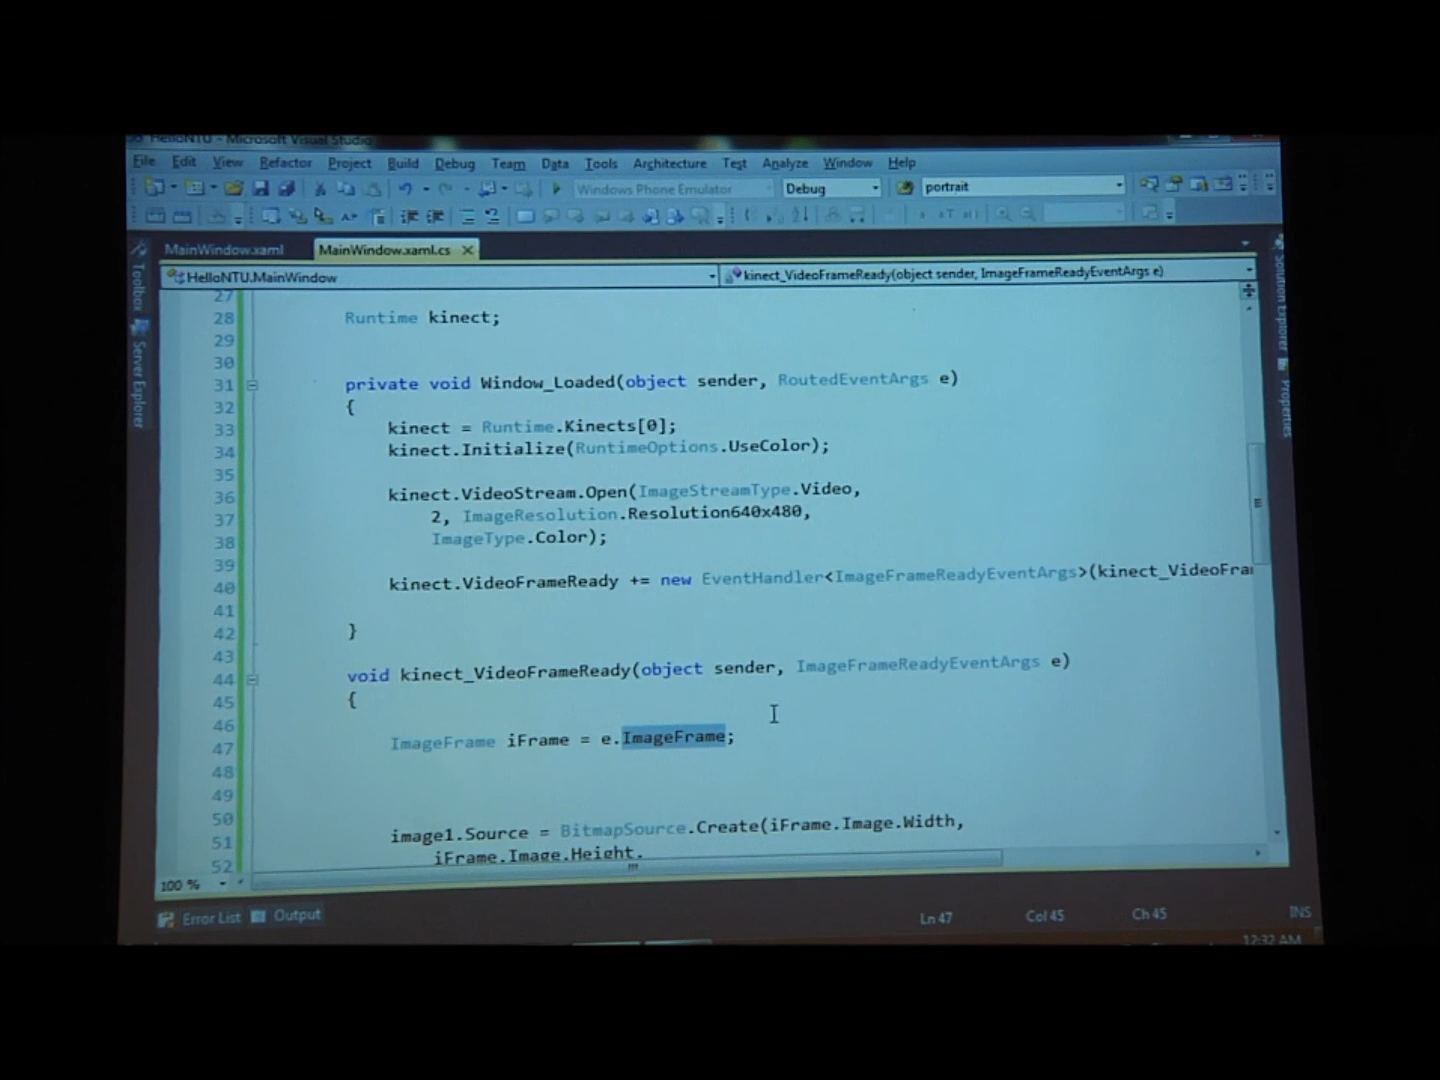 HelloNTU - Microsoft Visual Studio
File Edit View Refactor Project Build Debug Team Data Tools Architecture Test Analyze Window Help
Windows Phone Emulator Debug portrait
MainWindow.xaml MainWindow.xaml.cs
HelloNTU.MainWindow kinect_VideoFrameReady(object sender, ImageFrameReadyEventArgs e)
Toolbox
Server Explorer
Solution Explorer
Properties
27
28 Runtime kinect;
29
30
31 private void Window_Loaded(object sender, RoutedEventArgs e)
32 {
33 kinect = Runtime.Kinects[0];
34 kinect.Initialize(RuntimeOptions.UseColor);
35
36 kinect.VideoStream.Open(ImageStreamType.Video,
37 2, ImageResolution.Resolution640x480,
38 ImageType.Color);
39
40 kinect.VideoFrameReady += new EventHandler<ImageFrameReadyEventArgs>(kinect_VideoFra
41
42 }
43
44 void kinect_VideoFrameReady(object sender, ImageFrameReadyEventArgs e)
45 {
46
47 ImageFrame iFrame = e.ImageFrame;
48
49
50
51 image1.Source = BitmapSource.Create(iFrame.Image.Width,
52 iFrame.Image.Height.
100 %
Error List Output
Ln 47 Col 45 Ch 45 INS
12:32 AM